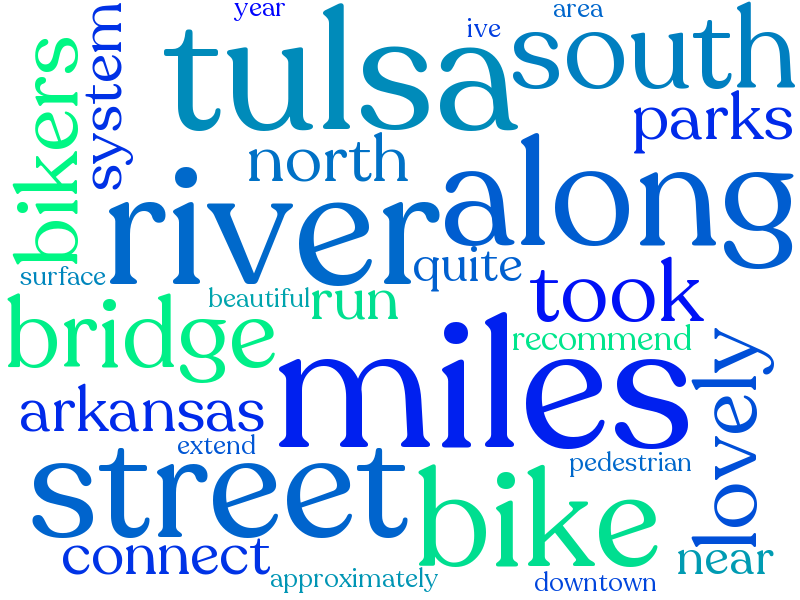 year
ive
area
tulsa
south
system
bikers
parks
north
river
along
quite
surface
beautiful
run
took
bridge
recommend
miles
lovely
arkansas
extend
street
pedestrian
bike
connect
near
approximately
downtown